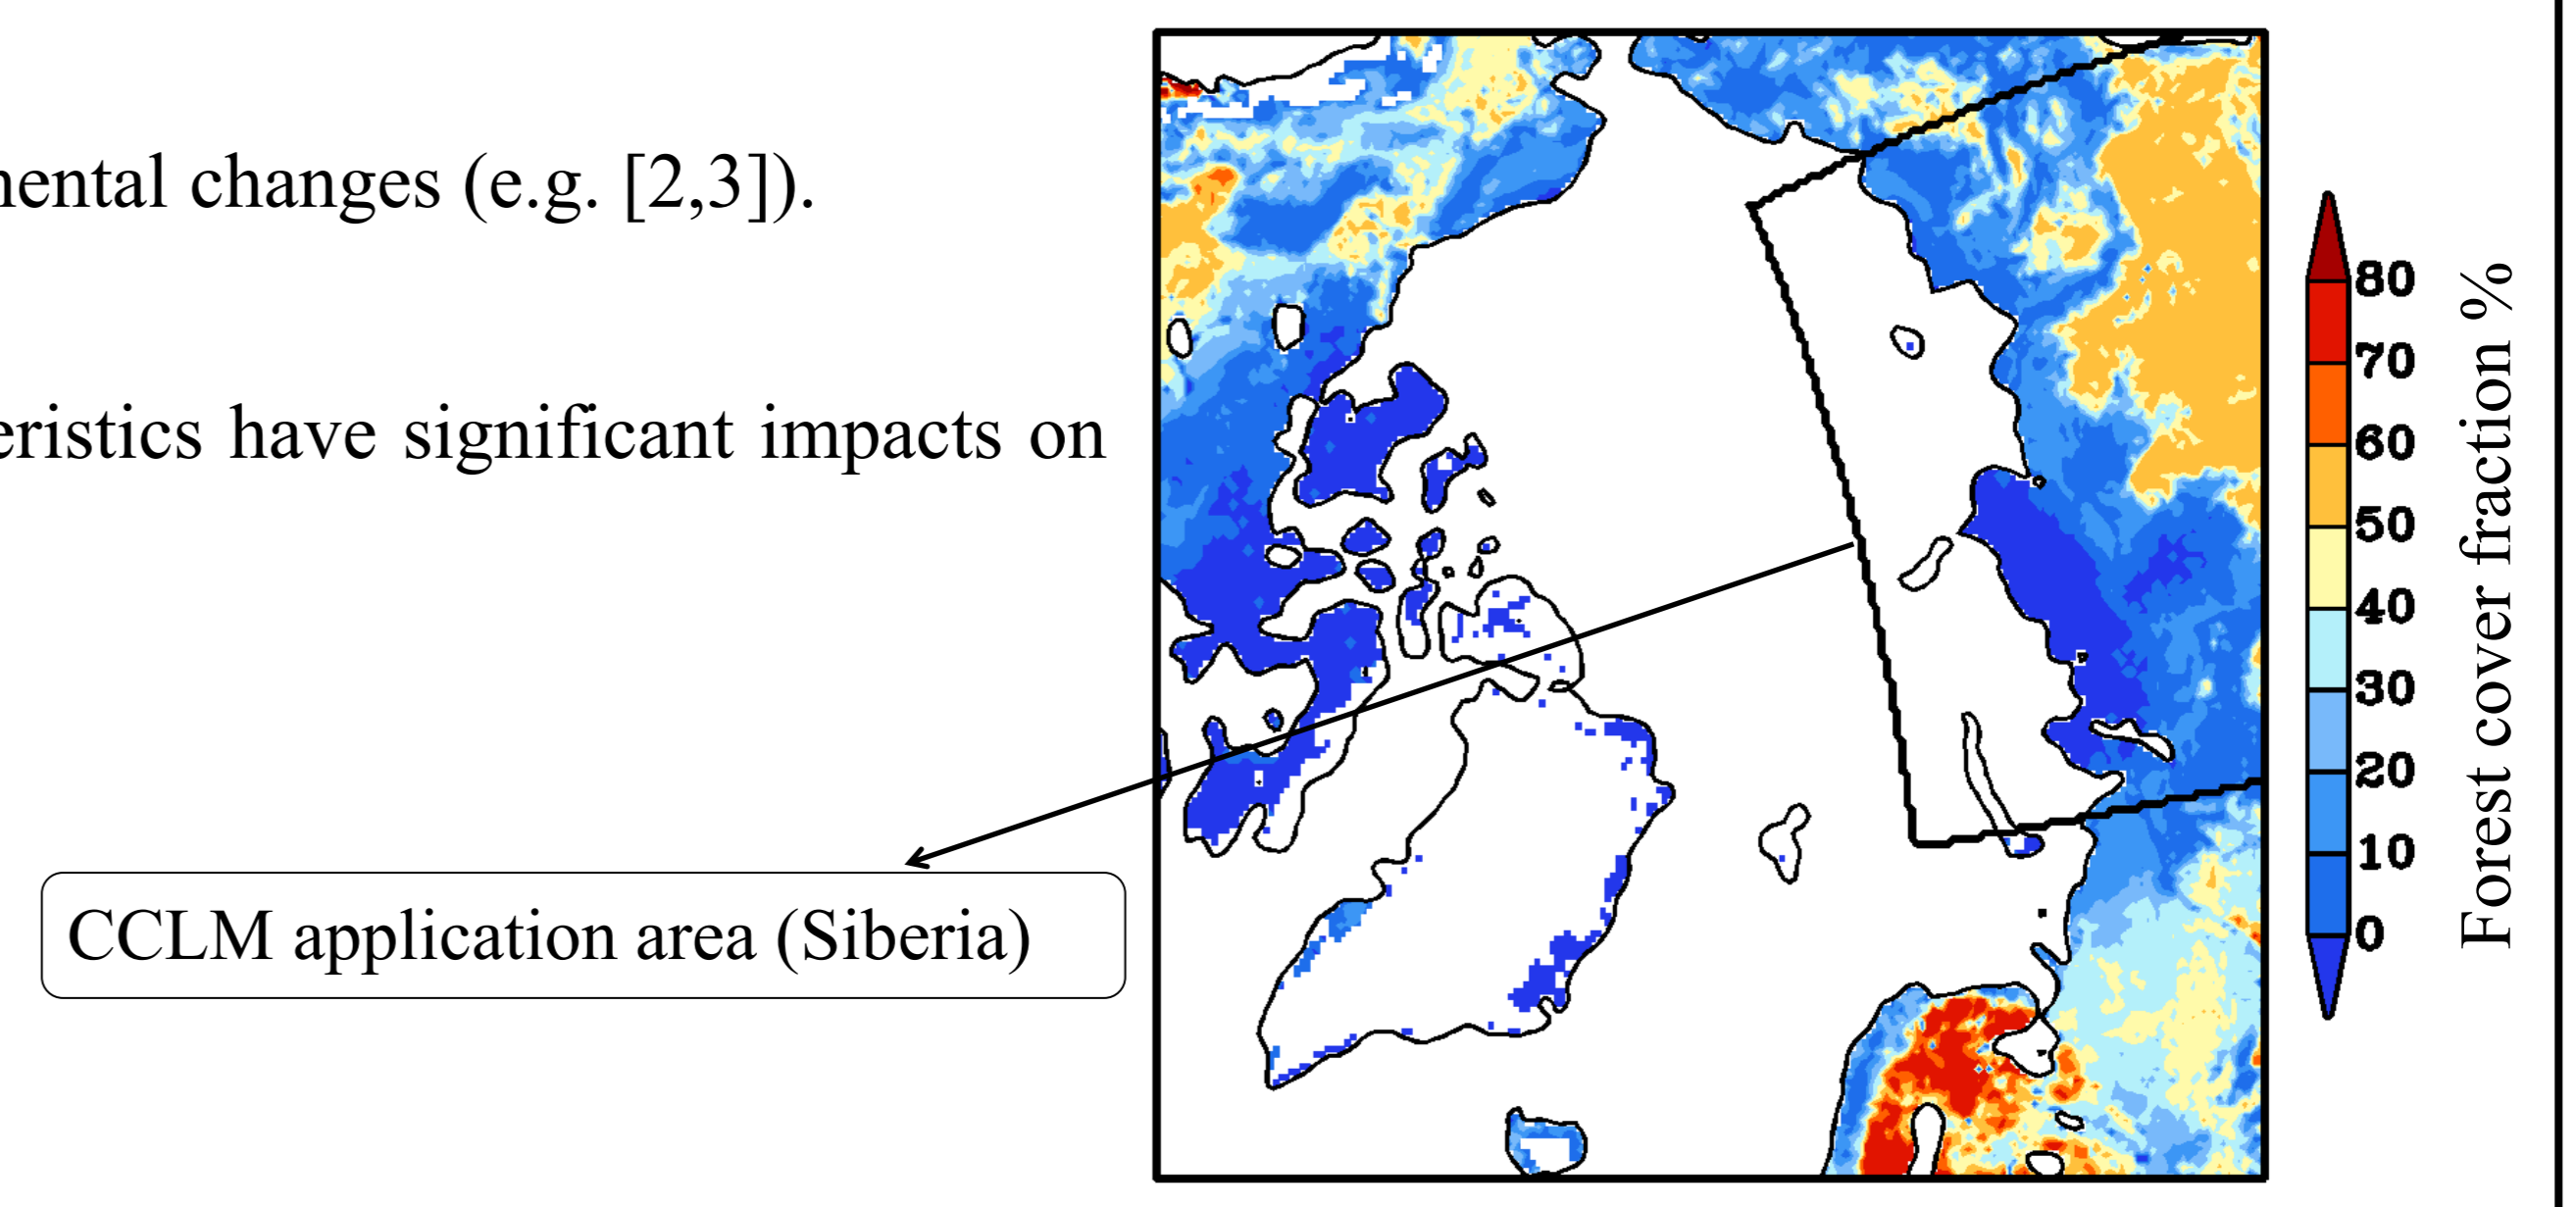 mental changes (e.g. [2,3]).
eristics have significant impacts on
CCLM application area (Siberia)
80
70
60
50
40
30
20
10
0
Forest cover fraction %